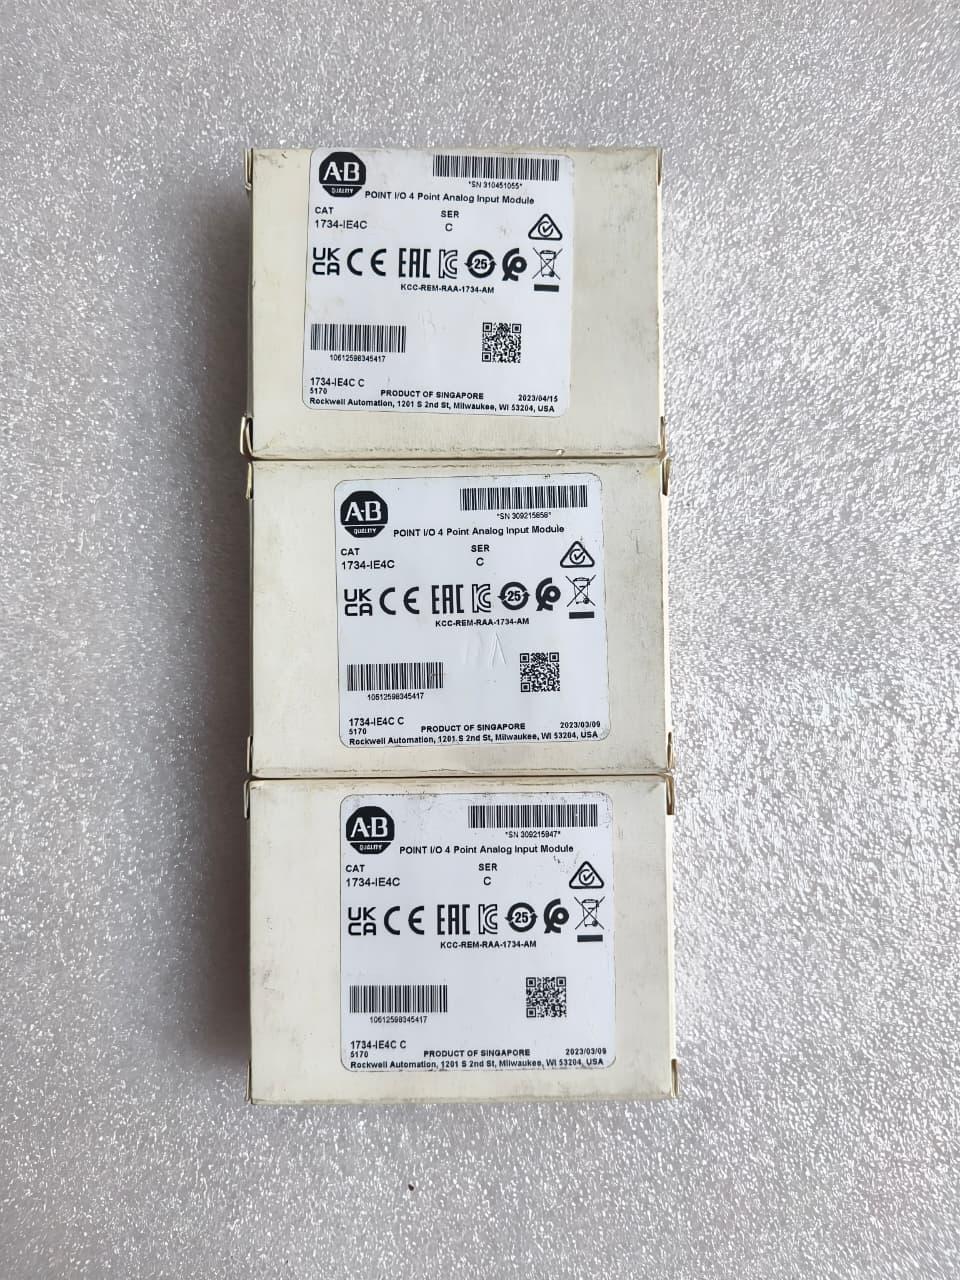 A-B
QUALITY
*SN 310451055*
POINT I/O 4 Point Analog Input Module
CAT
1734-IE4C
SER
C
UK
CA CE EAC 25
KCC-REM-RAA-1734-AM
10612598345417
1734-IE4C C
5170
PRODUCT OF SINGAPORE
2023/04/15
Rockwell Automation, 1201 S 2nd St, Milwaukee, WI 53204, USA
A-B
QUALITY
*SN 309215858*
POINT I/O 4 Point Analog Input Module
CAT
1734-IE4C
SER
C
UK
CA CE EAC 25
KCC-REM-RAA-1734-AM
10612598345417
1734-IE4C C
5170
PRODUCT OF SINGAPORE
2023/03/09
Rockwell Automation, 1201 S 2nd St, Milwaukee, WI 53204, USA
A-B
QUALITY
*SN 309215947*
POINT I/O 4 Point Analog Input Module
CAT
1734-IE4C
SER
C
UK
CA CE EAC 25
KCC-REM-RAA-1734-AM
10612598345417
1734-IE4C C
5170
PRODUCT OF SINGAPORE
2023/03/09
Rockwell Automation, 1201 S 2nd St, Milwaukee, WI 53204, USA